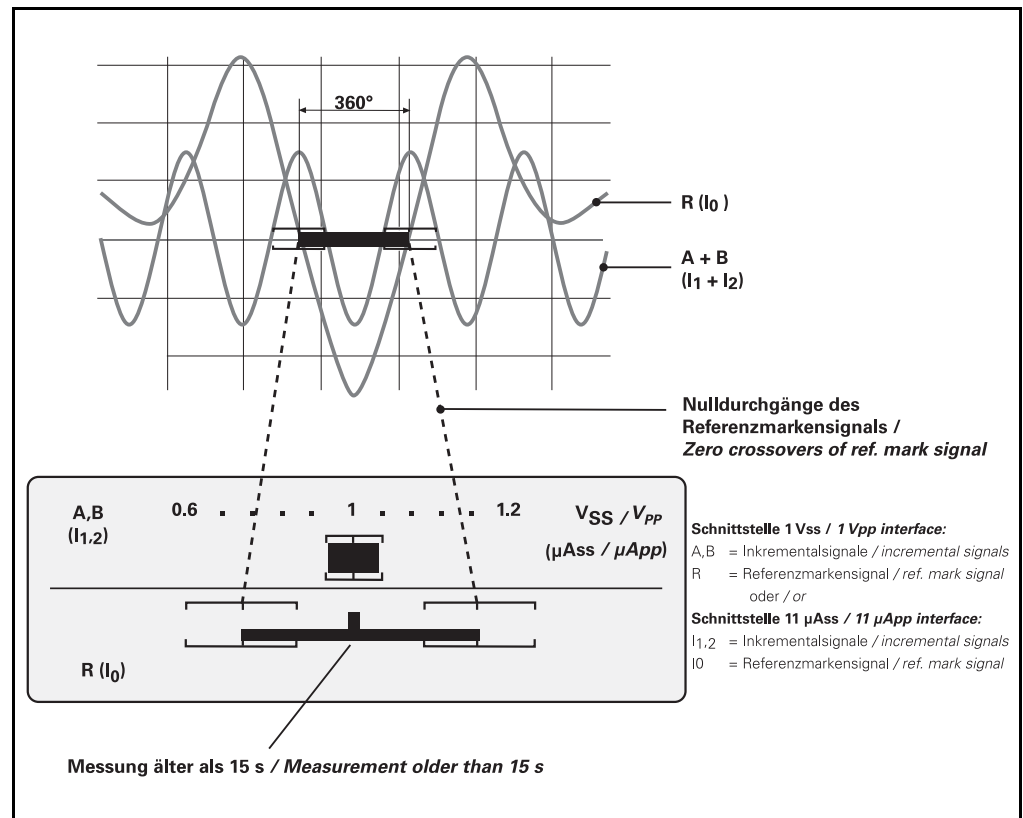 360°
R (I0)
A + B
(I1 + I2)
Nulldurchgänge des
Referenzmarkensignals /
Zero crossovers of ref. mark signal
A,B
(I1,2)
0.6 . . . . 1 . . . . 1.2
VSS / VPP
(µAss / µApp)
R (I0)
Schnittstelle 1 Vss / 1 Vpp interface:
A,B = Inkrementalsignale / incremental signals
R = Referenzmarkensignal / ref. mark signal
oder / or
Schnittstelle 11 µAss / 11 µApp interface:
I1,2 = Inkrementalsignale / incremental signals
I0 = Referenzmarkensignal / ref. mark signal
Messung älter als 15 s / Measurement older than 15 s